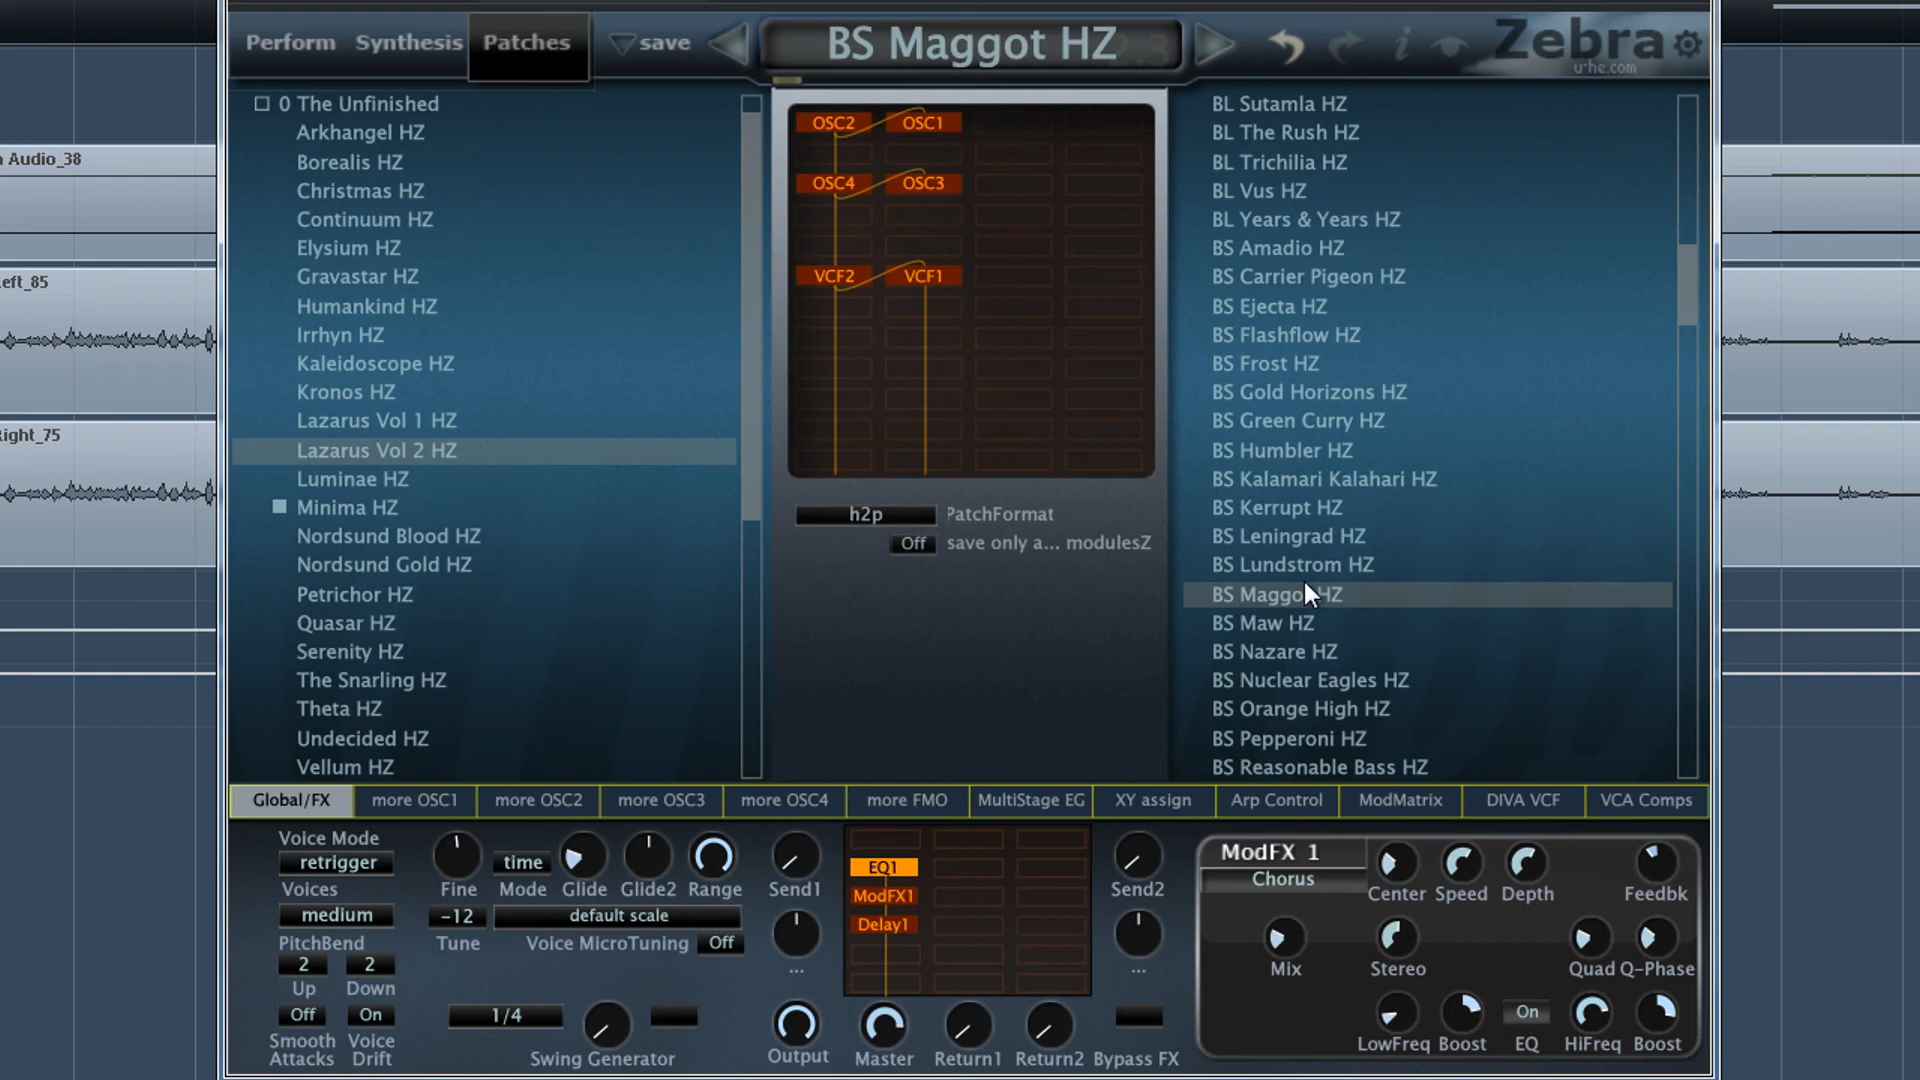 Perform Synthesis Patches save BS Maggot HZ Zebra
u-he.com
0 The Unfinished
Arkhangel HZ
Borealis HZ
Christmas HZ
Continuum HZ
Elysium HZ
Gravastar HZ
Humankind HZ
Irrhyn HZ
Kaleidoscope HZ
Kronos HZ
Lazarus Vol 1 HZ
Lazarus Vol 2 HZ
Luminae HZ
Minima HZ
Nordsund Blood HZ
Nordsund Gold HZ
Petrichor HZ
Quasar HZ
Serenity HZ
The Snarling HZ
Theta HZ
Undecided HZ
Vellum HZ
OSC2 OSC1
OSC4 OSC3
VCF2 VCF1
h2p PatchFormat
Off save only a... modulesZ
BL Sutamla HZ
BL The Rush HZ
BL Trichilia HZ
BL Vus HZ
BL Years & Years HZ
BS Amadio HZ
BS Carrier Pigeon HZ
BS Ejecta HZ
BS Flashflow HZ
BS Frost HZ
BS Gold Horizons HZ
BS Green Curry HZ
BS Humbler HZ
BS Kalamari Kalahari HZ
BS Kerrupt HZ
BS Leningrad HZ
BS Lundstrom HZ
BS Maggot HZ
BS Maw HZ
BS Nazare HZ
BS Nuclear Eagles HZ
BS Orange High HZ
BS Pepperoni HZ
BS Reasonable Bass HZ
Audio_38
eft_85
Right_75
Global/FX more OSC1 more OSC2 more OSC3 more OSC4 more FMO MultiStage EG XY assign Arp Control ModMatrix DIVA VCF VCA Comps
Voice Mode
retrigger
Voices
medium
PitchBend
2 2
Up Down
Off On
Smooth Attacks Voice Drift
time
Fine Mode Glide Glide2 Range
-12 default scale
Tune Voice MicroTuning Off
1/4
Swing Generator
Send1
...
Output
EQ1
ModFX1
Delay1
Master Return1 Return2
Send2
...
Bypass FX
ModFX 1
Chorus
Center Speed Depth Feedbk
Mix Stereo Quad Q-Phase
On
LowFreq Boost EQ HiFreq Boost